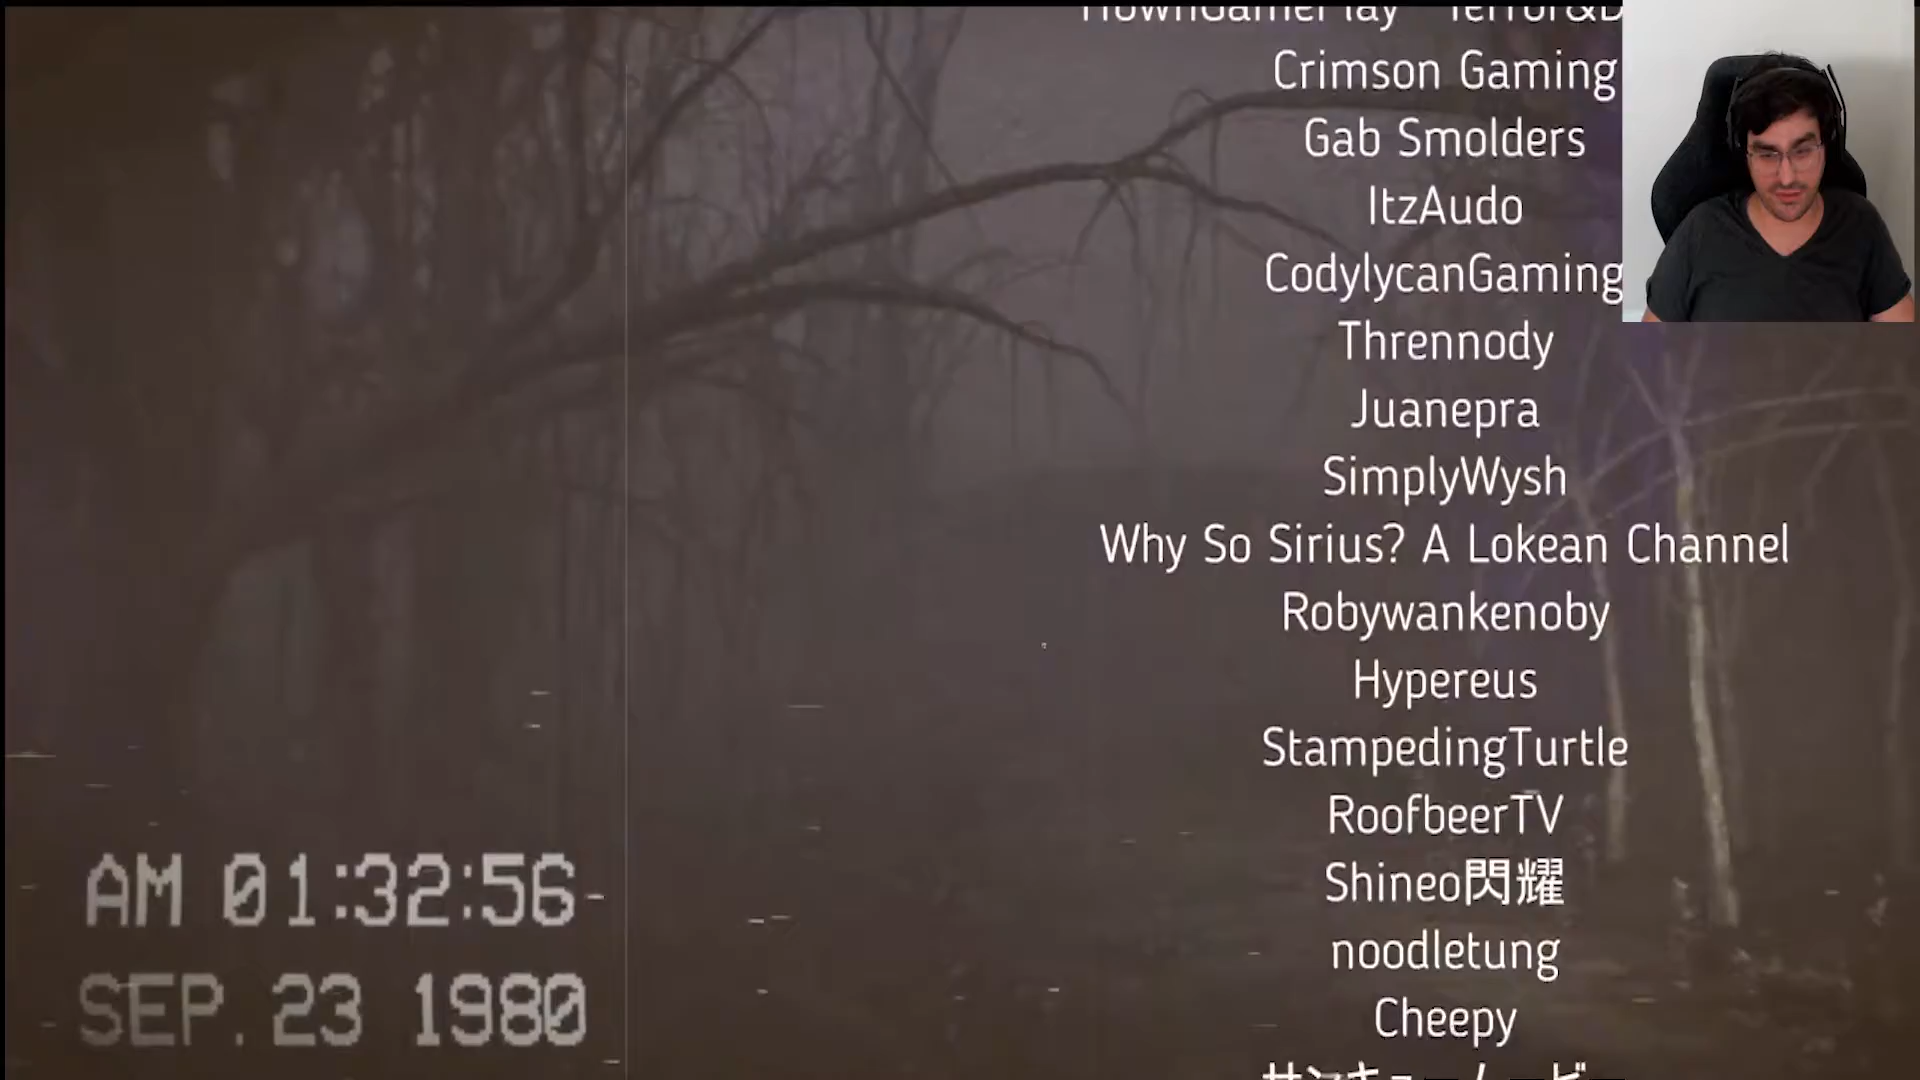 Crimson Gaming
Gab Smolders
ItzAudo
CodylycanGaming
Thrennody
Juanepra
SimplyWysh
Why So Sirius? A Lokean Channel
Robywankenoby
Hypereus
StampedingTurtle
RoofbeerTV
Shineo閃耀
noodletung
Cheepy
AM 01:32:56
SEP. 23 1980